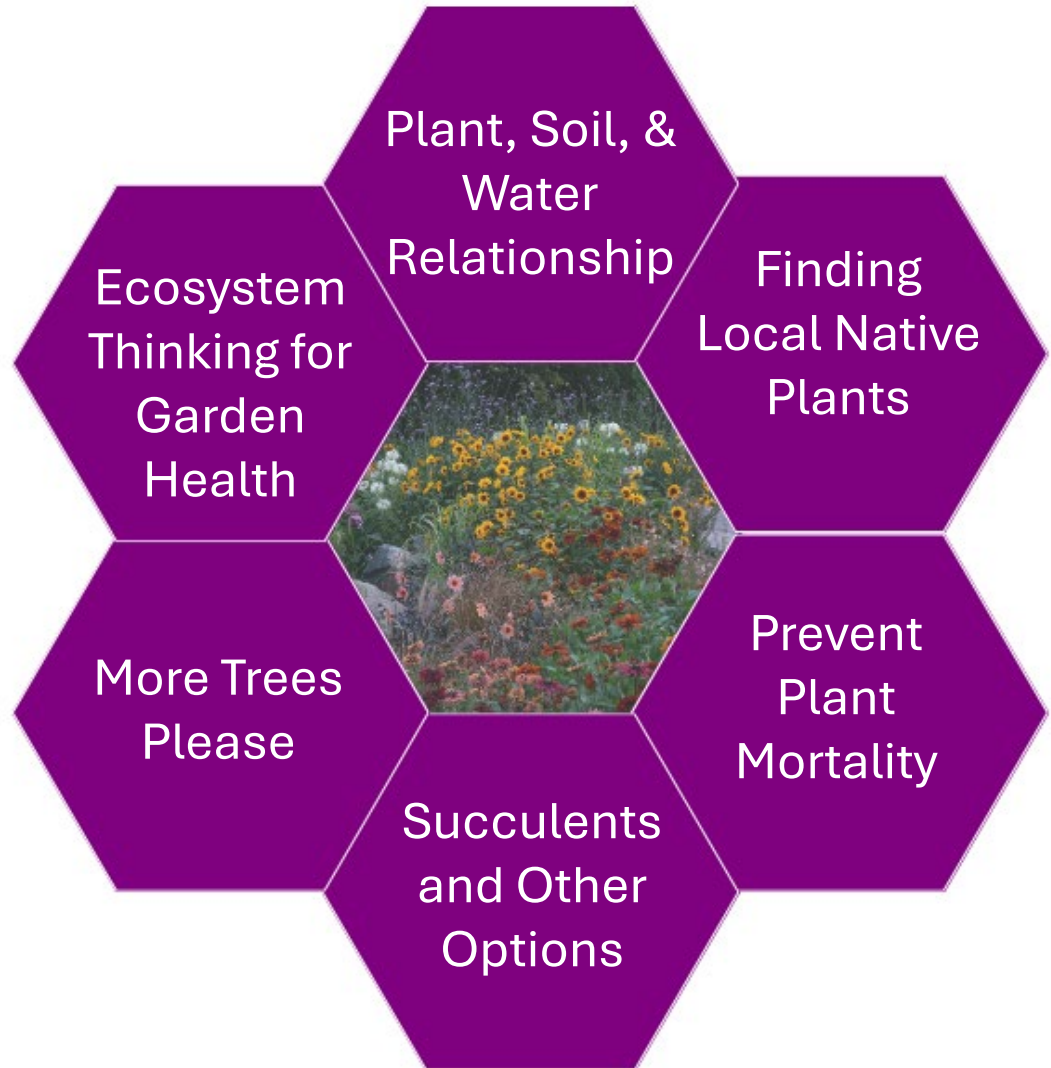 Plant, Soil, &
Water
Relationship
Finding
Local Native
Plants
Prevent
Plant
Mortality
Succulents
and Other
Options
More Trees
Please
Ecosystem
Thinking for
Garden
Health